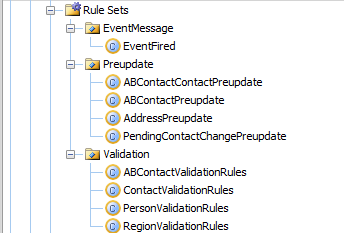 Rule Sets
EventMessage
EventFired
Preupdate
ABContactContactPreupdate
ABContactPreupdate
AddressPreupdate
PendingContactChangePreupdate
Validation
ABContactValidationRules
ContactValidationRules
PersonValidationRules
RegionValidationRules